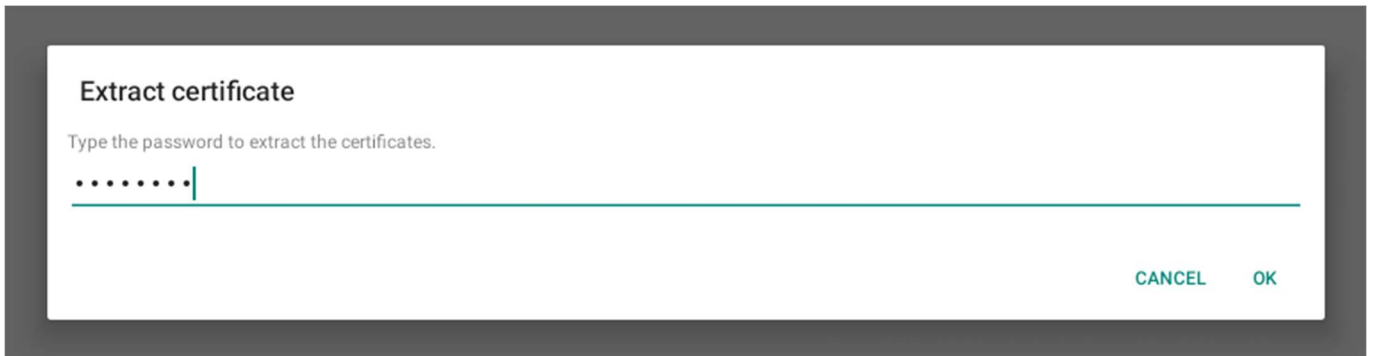 Extract certificate
Type the password to extract the certificates.
••••••••
CANCEL OK